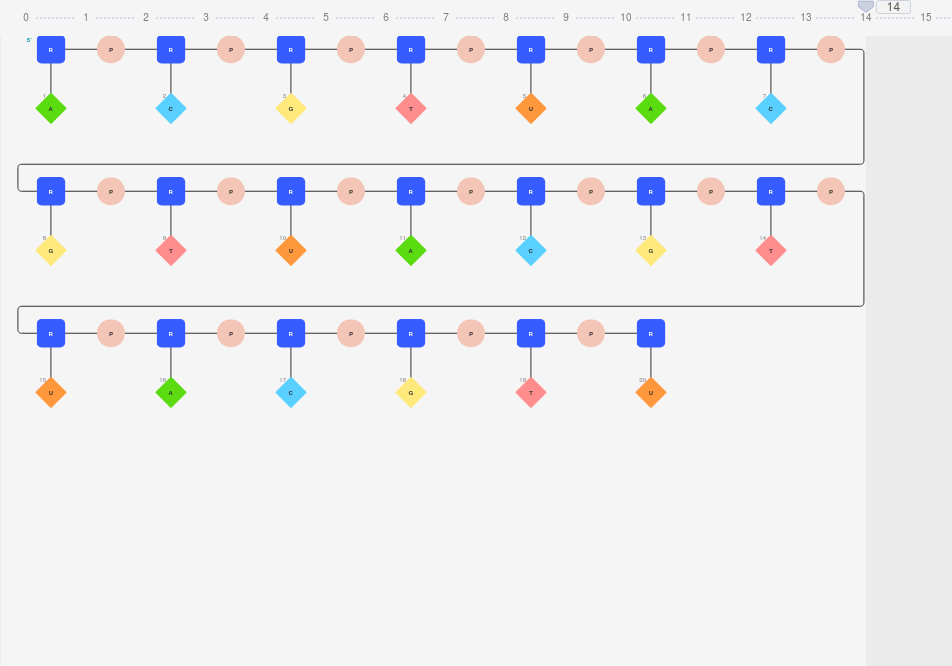 14
0 1 2 3 4 5 6 7 8 9 10 11 12 13 14 15
5'
R P R P R P R P R P R P R P
1 2 3 4 5 6 7
A C G T U A C
R P R P R P R P R P R P R P
8 9 10 11 12 13 14
G T U A C G T
R P R P R P R P R P R
15 16 17 18 19 20
U A C G T U